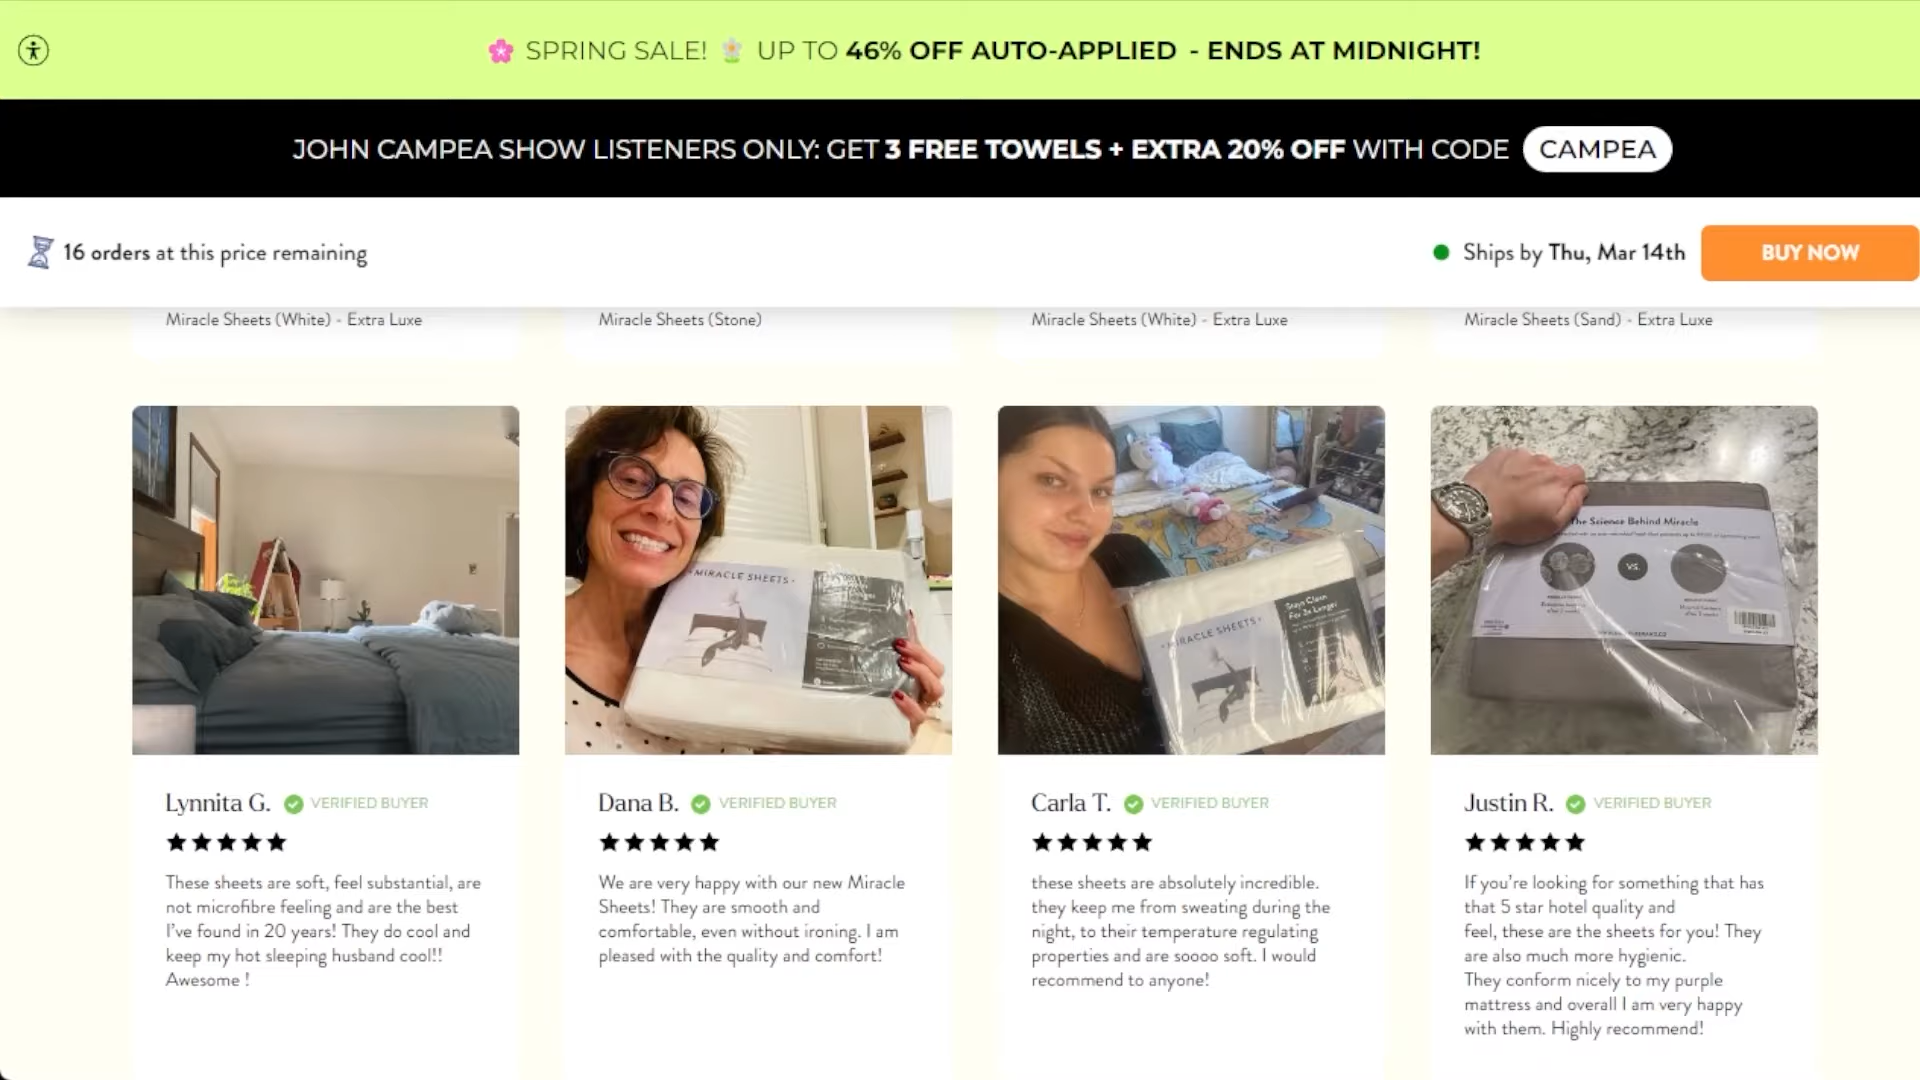 SPRING SALE! UP TO 46% OFF AUTO-APPLIED - ENDS AT MIDNIGHT!
JOHN CAMPEA SHOW LISTENERS ONLY: GET 3 FREE TOWELS + EXTRA 20% OFF WITH CODE CAMPEA
16 orders at this price remaining
Ships by Thu, Mar 14th
BUY NOW
Miracle Sheets (White) - Extra Luxe
Miracle Sheets (Stone)
Miracle Sheets (White) - Extra Luxe
Miracle Sheets (Sand) - Extra Luxe
MIRACLE SHEETS
MIRACLE SHEETS
Stays Clean
For 3x Longer
The Science Behind Miracle
VS.
Lynnita G. VERIFIED BUYER
These sheets are soft, feel substantial, are
not microfibre feeling and are the best
I've found in 20 years! They do cool and
keep my hot sleeping husband cool!!
Awesome !
Dana B. VERIFIED BUYER
We are very happy with our new Miracle
Sheets! They are smooth and
comfortable, even without ironing. I am
pleased with the quality and comfort!
Carla T. VERIFIED BUYER
these sheets are absolutely incredible.
they keep me from sweating during the
night, to their temperature regulating
properties and are soooo soft. I would
recommend to anyone!
Justin R. VERIFIED BUYER
If you're looking for something that has
that 5 star hotel quality and
feel, these are the sheets for you! They
are also much more hygienic.
They conform nicely to my purple
mattress and overall I am very happy
with them. Highly recommend!